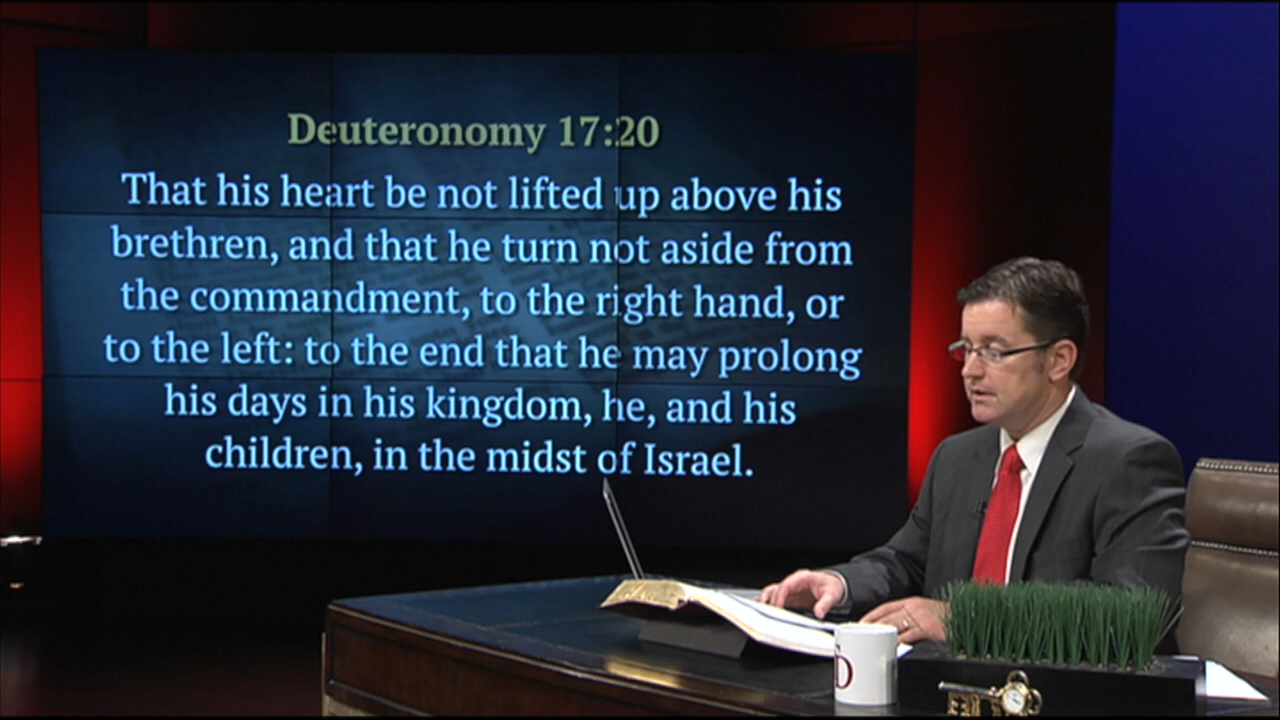 Deuteronomy 17:20
That his heart be not lifted up above his
brethren, and that he turn not aside from
the commandment, to the right hand, or
to the left: to the end that he may prolong
his days in his kingdom, he, and his
children, in the midst of Israel.